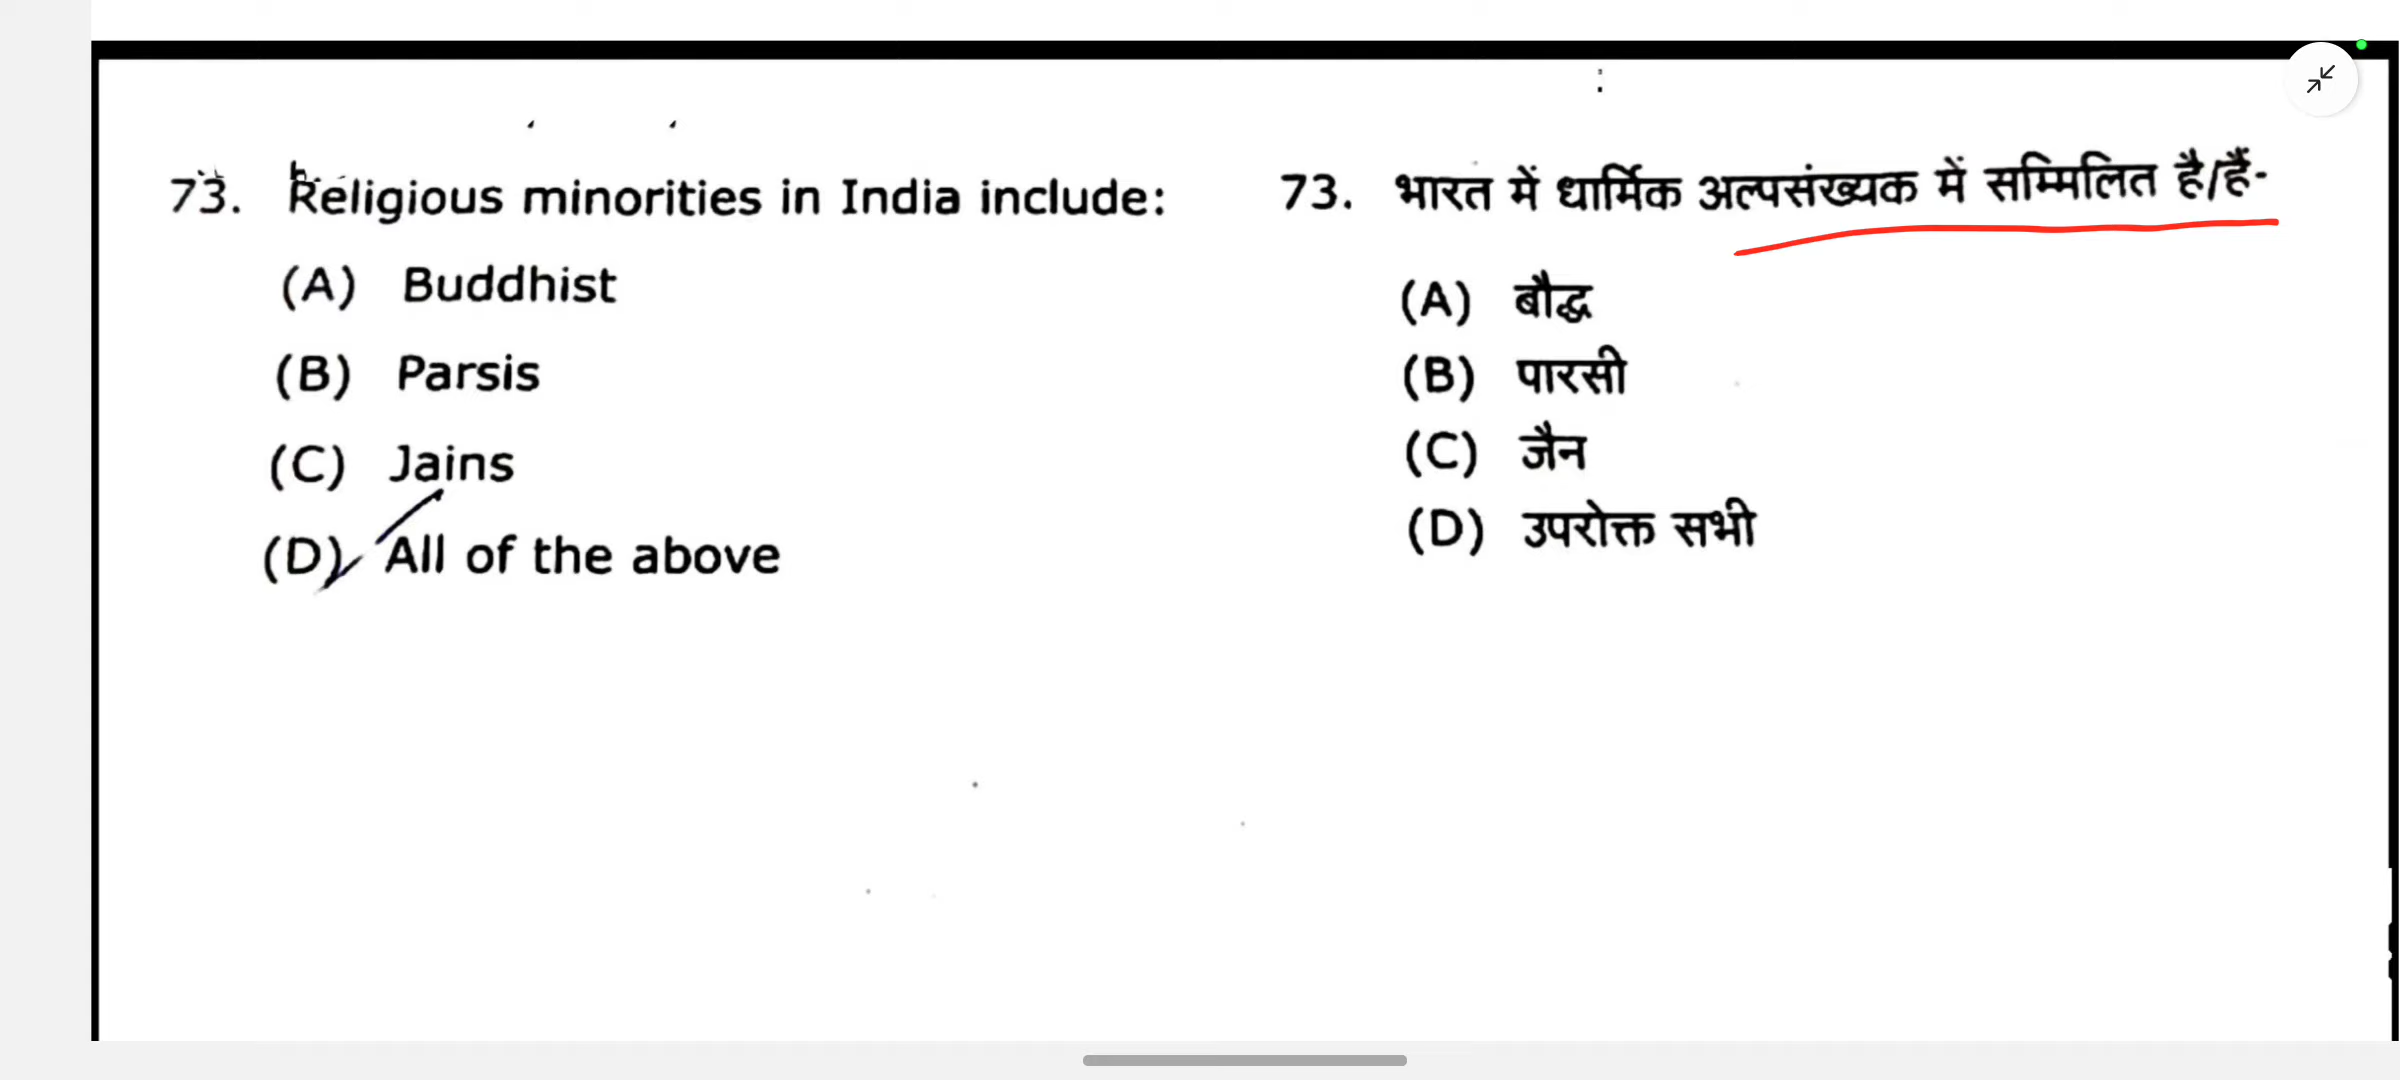 73. Religious minorities in India include:
(A) Buddhist
(B) Parsis
(C) Jains
(D) All of the above
73. भारत में धार्मिक अल्पसंख्यक में सम्मिलित है/हैं-
(A) बौद्ध
(B) पारसी
(C) जैन
(D) उपरोक्त सभी